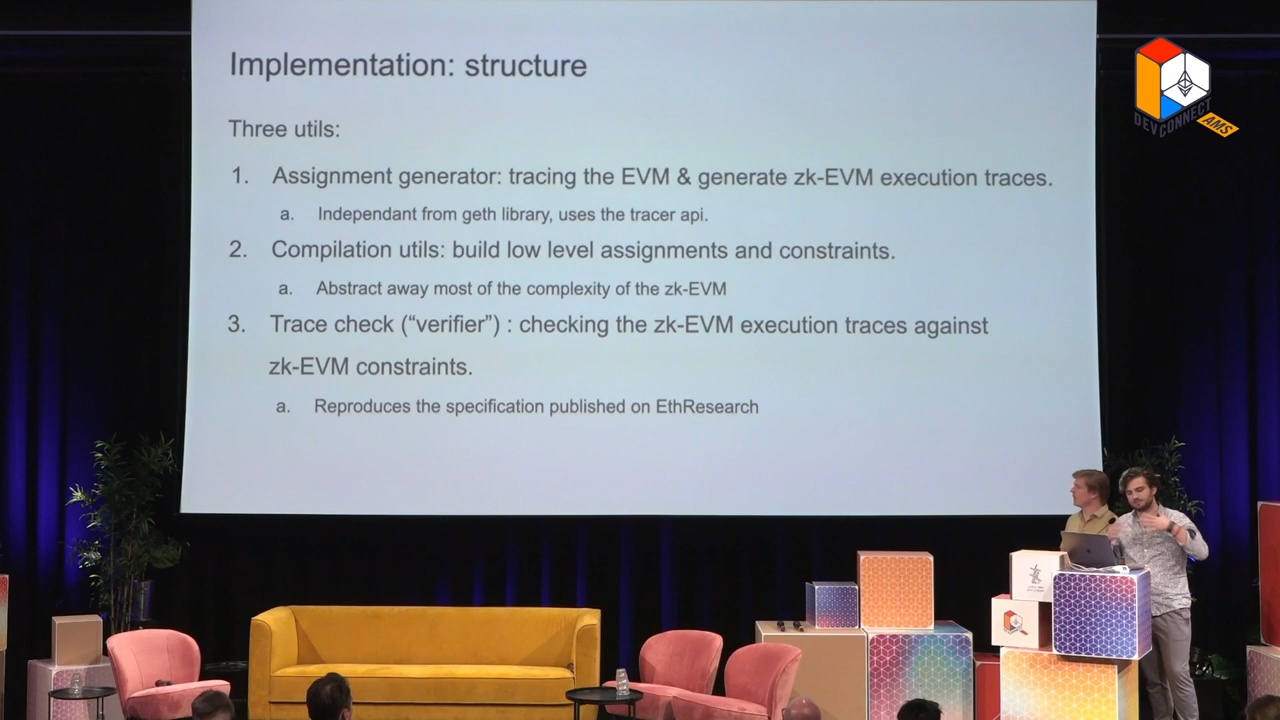 Implementation: structure
Three utils:
1. Assignment generator: tracing the EVM & generate zk-EVM execution traces.
a. Independant from geth library, uses the tracer api.
2. Compilation utils: build low level assignments and constraints.
a. Abstract away most of the complexity of the zk-EVM
3. Trace check (“verifier”) : checking the zk-EVM execution traces against
zk-EVM constraints.
a. Reproduces the specification published on EthResearch
DEVCONNECT
AMS